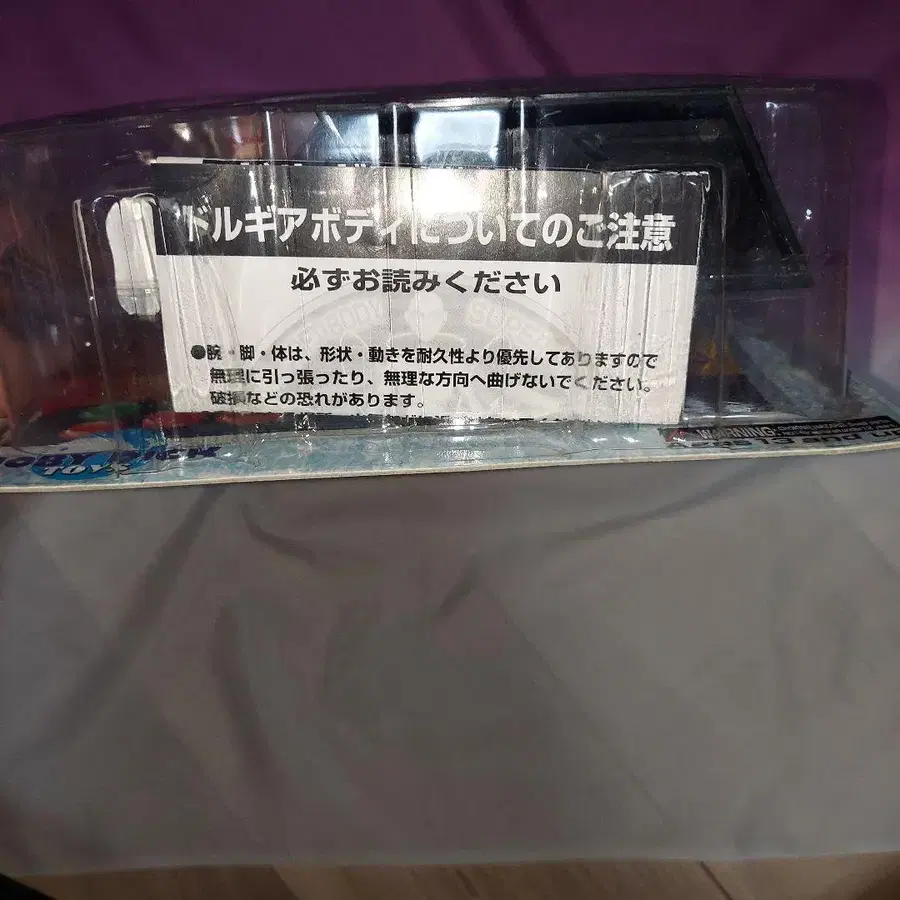 ドルギアボディについてのご注意
必ずお読みください
●腕・脚・体は、形状・動きを耐久性より優先してありますので
無理に引っ張ったり、無理な方向へ曲げないでください。
破損などの恐れがあります。
TOYS
WARNING: